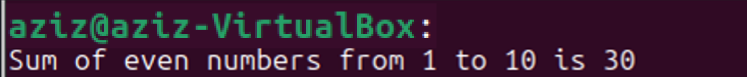 aziz@aziz-VirtualBox:
Sum of even numbers from 1 to 10 is 30